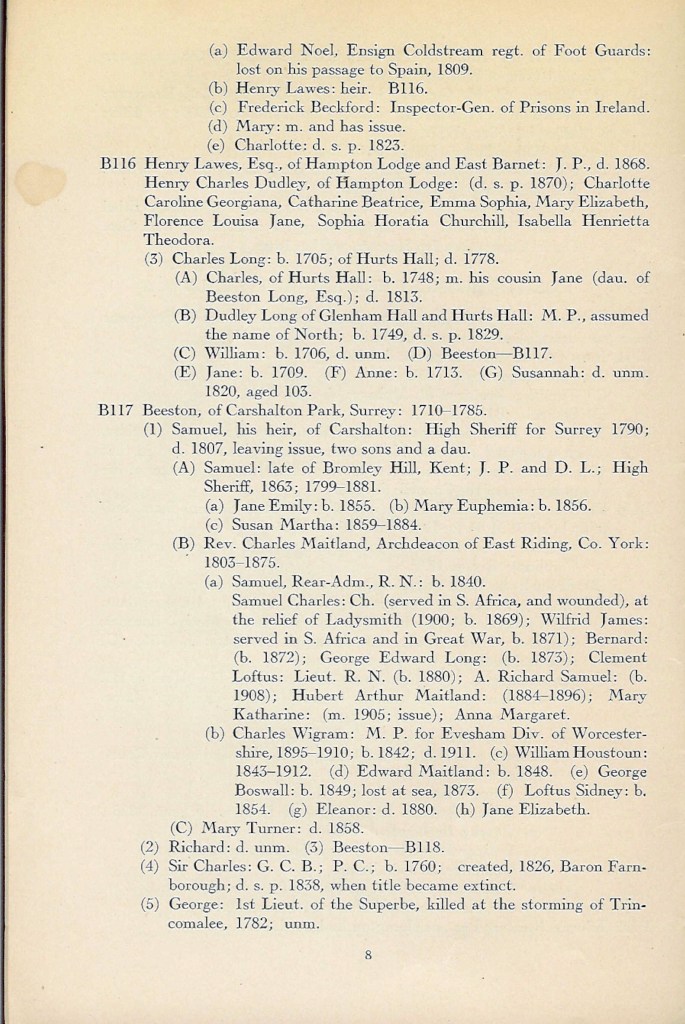 (a) Edward Noel, Ensign Coldstream regt. of Foot Guards:
lost on his passage to Spain, 1809.
(b) Henry Lawes: heir. B116.
(c) Frederick Beckford: Inspector-Gen. of Prisons in Ireland.
(d) Mary: m. and has issue.
(e) Charlotte: d. s. p. 1823.
B116 Henry Lawes, Esq., of Hampton Lodge and East Barnet: J. P., d. 1868.
Henry Charles Dudley, of Hampton Lodge: (d. s. p. 1870); Charlotte
Caroline Georgiana, Catharine Beatrice, Emma Sophia, Mary Elizabeth,
Florence Louisa Jane, Sophia Horatia Churchill, Isabella Henrietta
Theodora.
(3) Charles Long: b. 1705; of Hurts Hall; d. 1778.
(A) Charles, of Hurts Hall: b. 1748; m. his cousin Jane (dau. of
Beeston Long, Esq.); d. 1813.
(B) Dudley Long of Glenham Hall and Hurts Hall: M. P., assumed
the name of North; b. 1749, d. s. p. 1829.
(C) William: b. 1706, d. unm. (D) Beeston—B117.
(E) Jane: b. 1709. (F) Anne: b. 1713. (G) Susannah: d. unm.
1820, aged 103.
B117 Beeston, of Carshalton Park, Surrey: 1710–1785.
(1) Samuel, his heir, of Carshalton: High Sheriff for Surrey 1790;
d. 1807, leaving issue, two sons and a dau.
(A) Samuel: late of Bromley Hill, Kent; J. P. and D. L.; High
Sheriff, 1863; 1799–1881.
(a) Jane Emily: b. 1855. (b) Mary Euphemia: b. 1856.
(c) Susan Martha: 1859–1884.
(B) Rev. Charles Maitland, Archdeacon of East Riding, Co. York:
1803–1875.
(a) Samuel, Rear-Adm., R. N.: b. 1840.
Samuel Charles: Ch. (served in S. Africa, and wounded), at
the relief of Ladysmith (1900; b. 1869); Wilfrid James:
served in S. Africa and in Great War, b. 1871); Bernard:
(b. 1872); George Edward Long: (b. 1873); Clement
Loftus: Lieut. R. N. (b. 1880); A. Richard Samuel: (b.
1908); Hubert Arthur Maitland: (1884–1896); Mary
Katharine: (m. 1905; issue); Anna Margaret.
(b) Charles Wigram: M. P. for Evesham Div. of Worcester-
shire, 1895–1910; b. 1842; d. 1911. (c) William Houstoun:
1843–1912. (d) Edward Maitland: b. 1848. (e) George
Boswall: b. 1849; lost at sea, 1873. (f) Loftus Sidney: b.
1854. (g) Eleanor: d. 1880. (h) Jane Elizabeth.
(C) Mary Turner: d. 1858.
(2) Richard: d. unm. (3) Beeston—B118.
(4) Sir Charles: G. C. B.; P. C.; b. 1760; created, 1826, Baron Farn-
borough; d. s. p. 1838, when title became extinct.
(5) George: 1st Lieut. of the Superbe, killed at the storming of Trin-
comalee, 1782; unm.
8